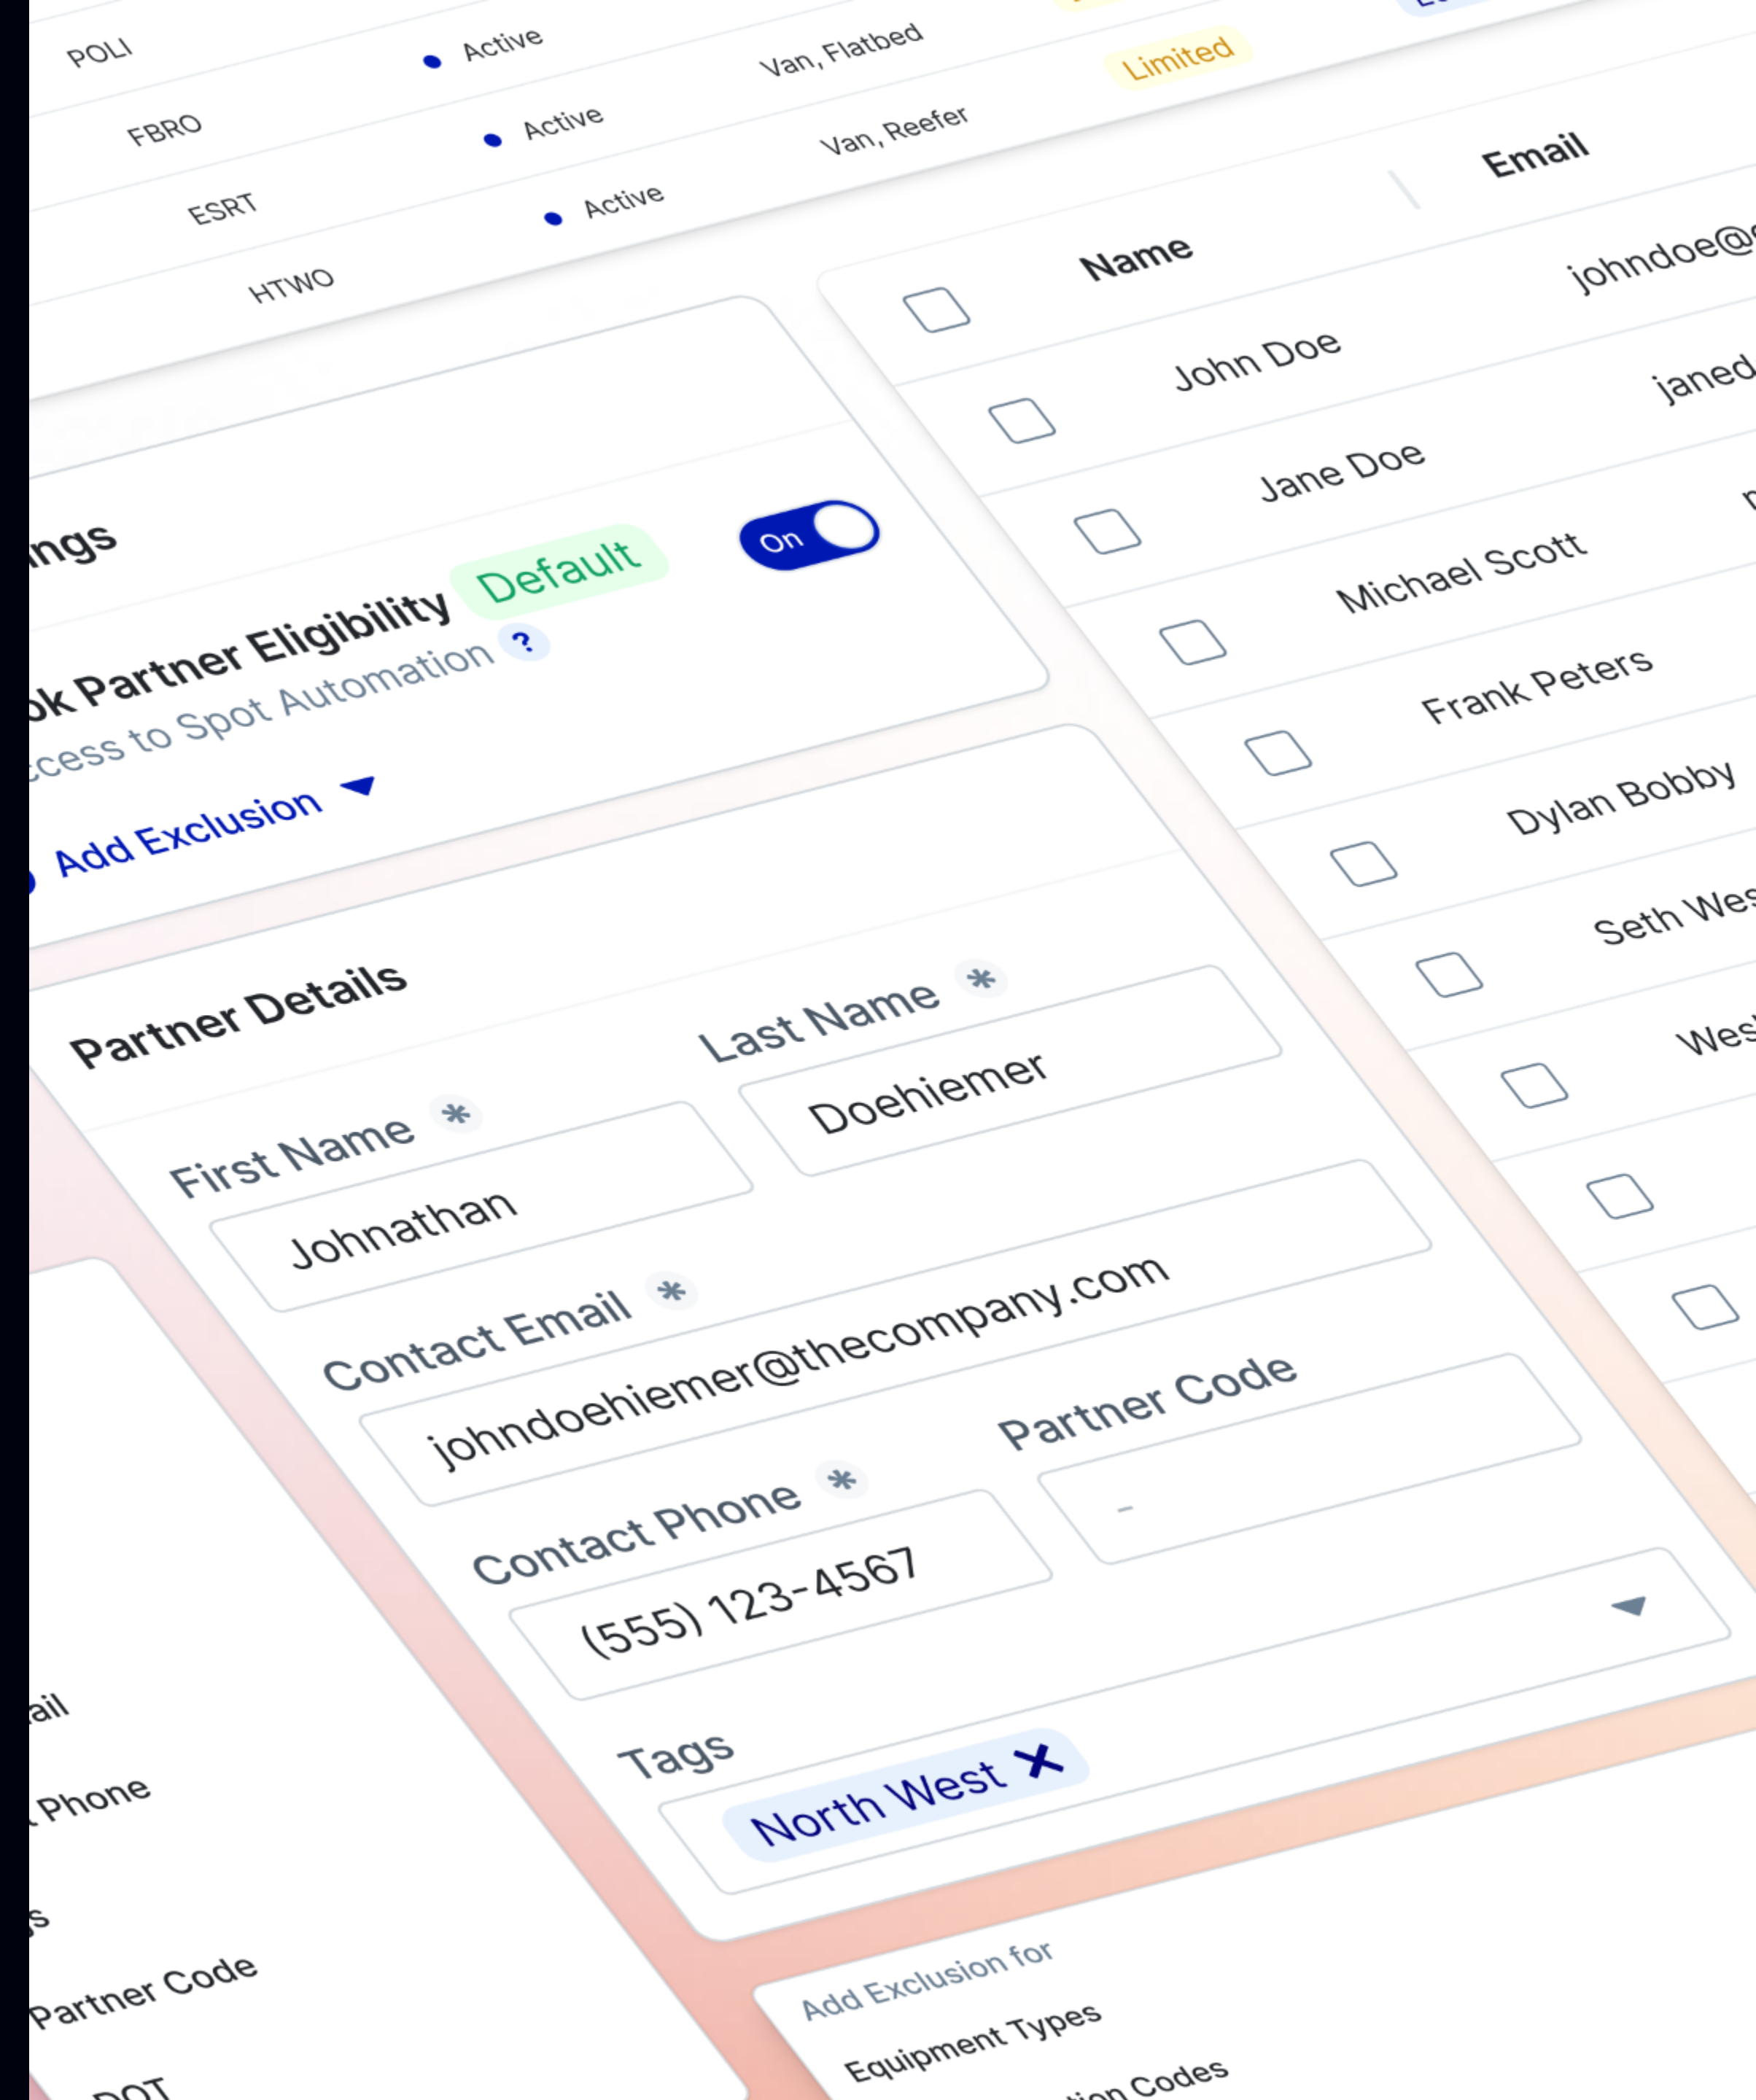 POLI Active Van, Flatbed
FBRO Active Van, Reefer Limited
ESRT Active
HTWO
Name Email
John Doe
Jane Doe
Michael Scott
Frank Peters
Dylan Bobby
Seth
Partner Eligibility Default On
to Spot Automation ?
Add Exclusion
Partner Details
First Name *
Johnathan
Last Name *
Doehiemer
Contact Email *
johndoehiemer@thecompany.com
Contact Phone *
(555) 123-4567
Partner Code
-
Tags
North West
Phone
Partner Code
DOT
Add Exclusion for
Equipment Types
Codes